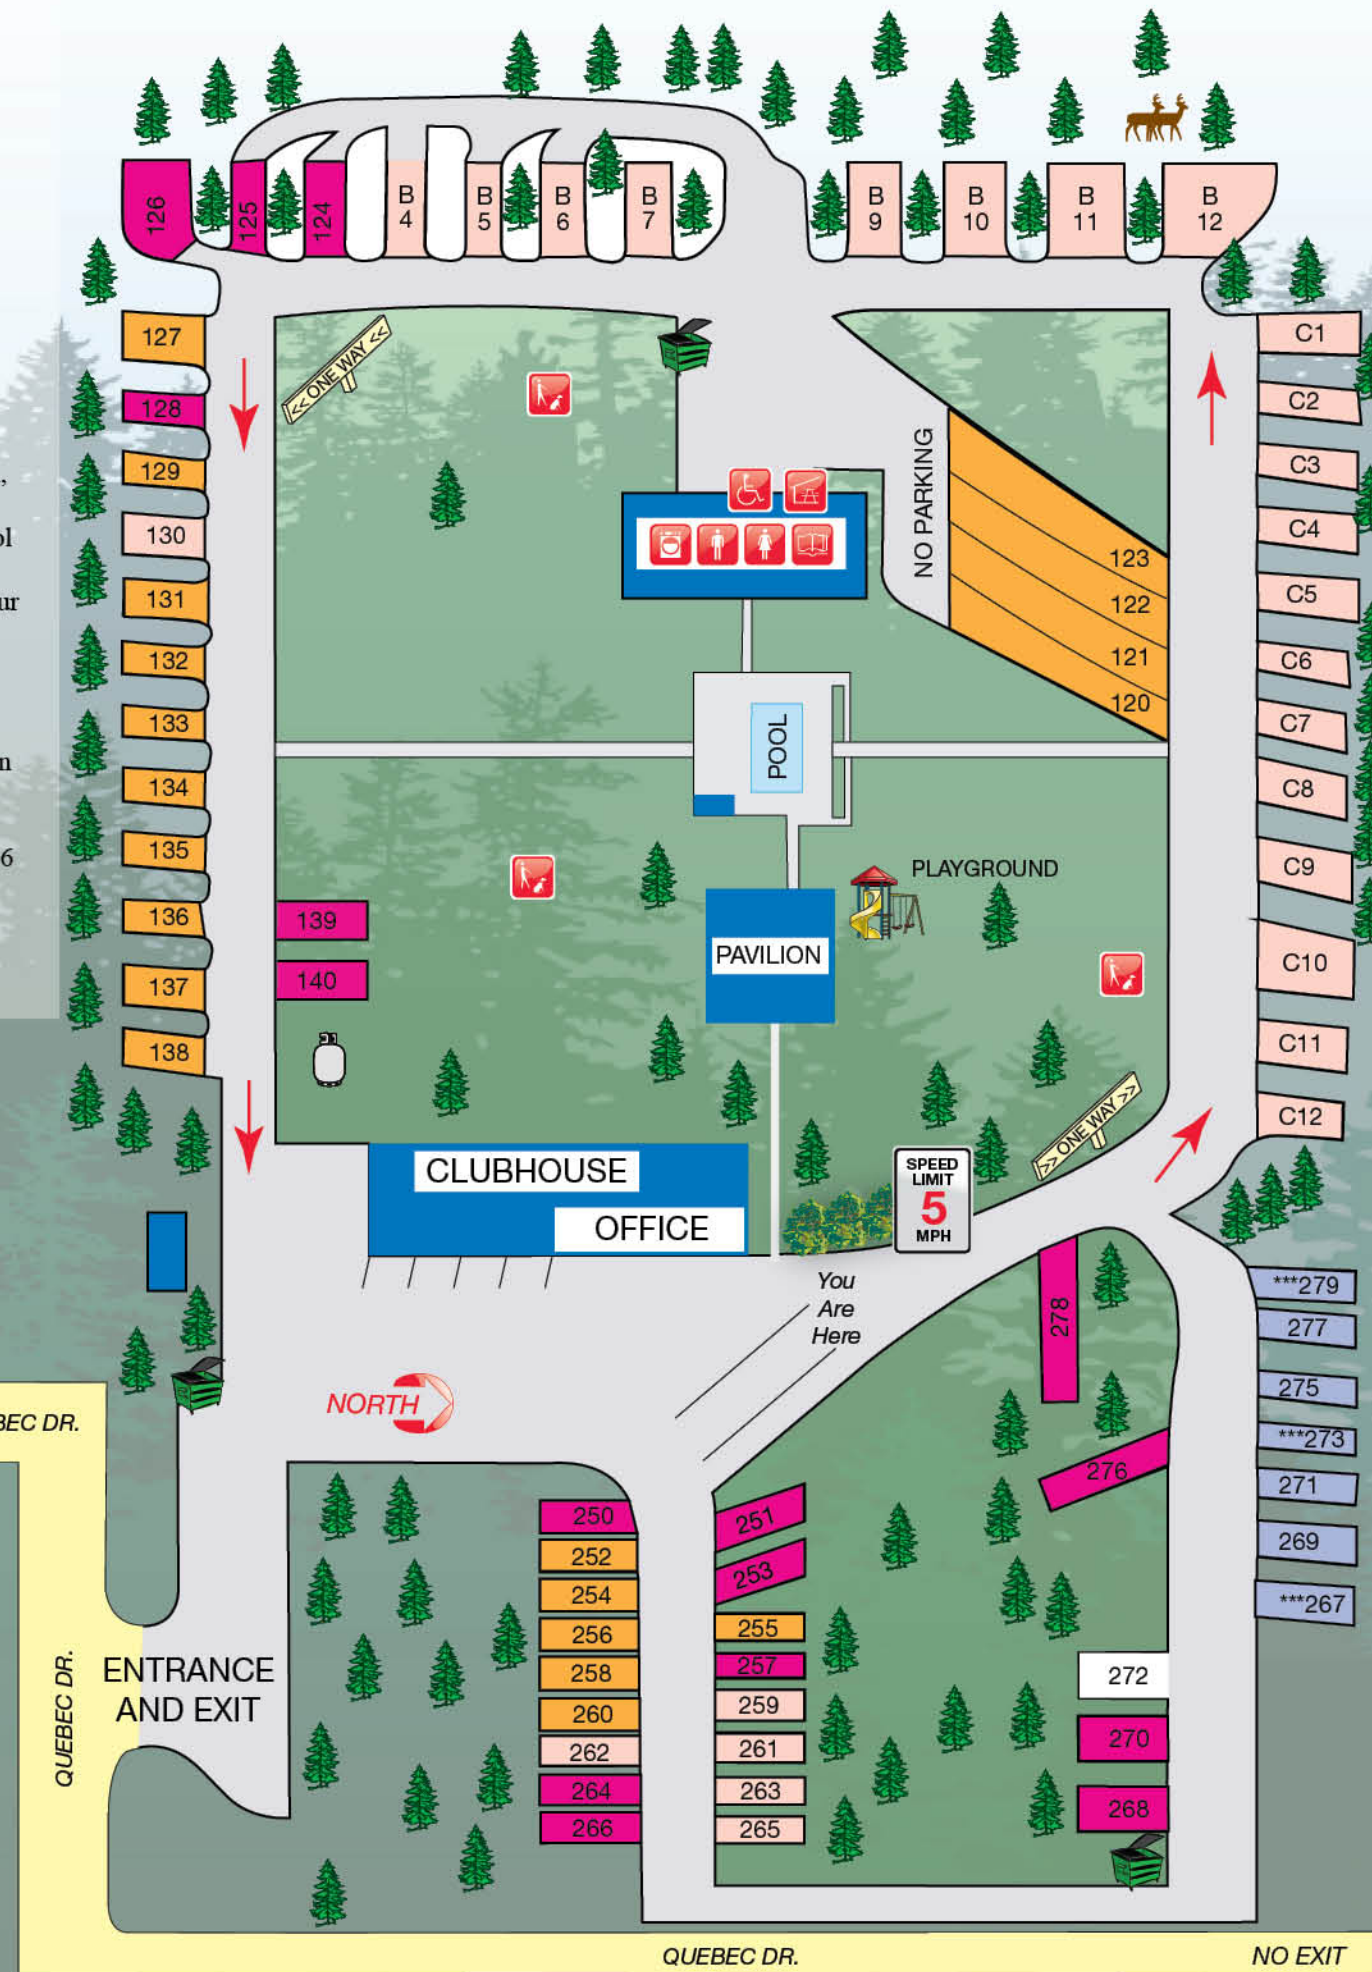 126
125
124
B
4
B
5
B
6
B
7
B
9
B
10
B
11
B
12
127
128
129
130
131
132
133
134
135
136
137
138
<< ONE WAY <<
NO PARKING
123
122
121
120
C1
C2
C3
C4
C5
C6
C7
C8
C9
C10
C11
C12
,
ol
ur
n
6
POOL
PLAYGROUND
PAVILION
139
140
CLUBHOUSE
OFFICE
>> ONE WAY >>
SPEED
LIMIT
5
MPH
You
Are
Here
NORTH
278
276
***279
277
275
***273
271
269
***267
BEC DR.
QUEBEC DR.
ENTRANCE
AND EXIT
250
252
254
256
258
260
262
264
266
251
253
255
257
259
261
263
265
272
270
268
QUEBEC DR.
NO EXIT